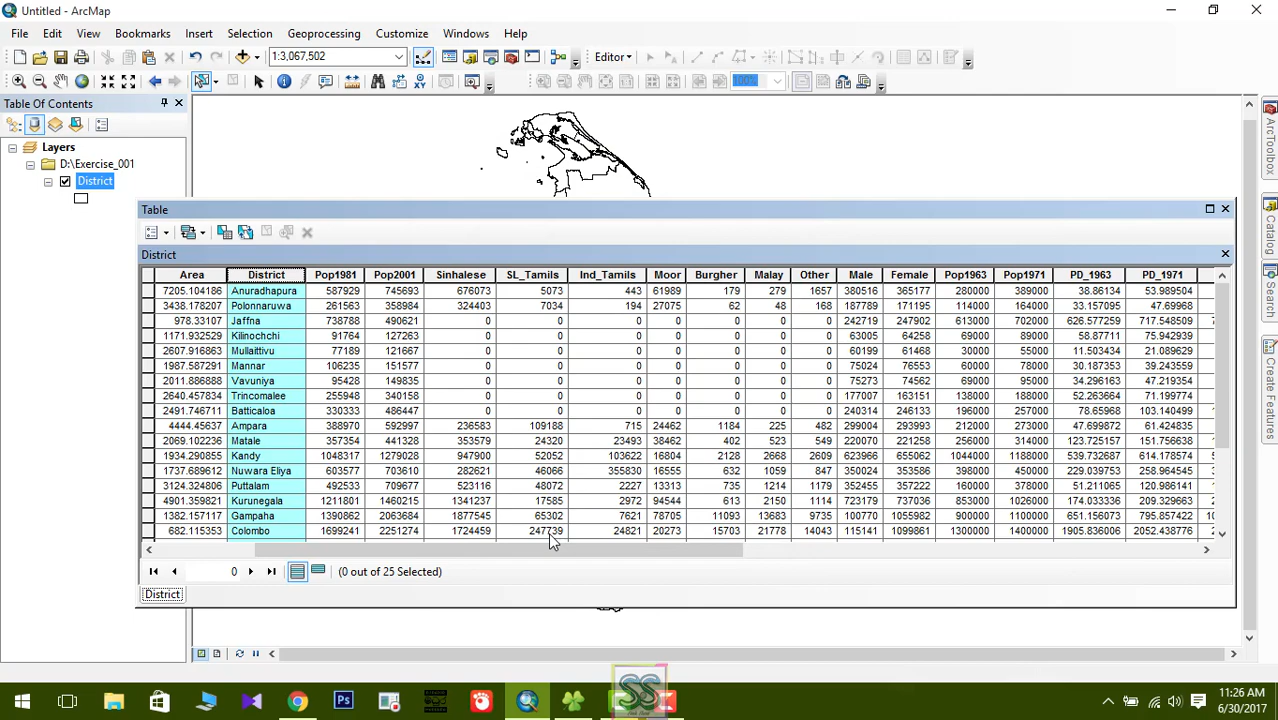 Untitled - ArcMap
File Edit View Bookmarks Insert Selection Geoprocessing Customize Windows Help
1:3,067,502 Editor
100%
Table Of Contents
Layers
D:\Exercise_001
District
ArcToolbox
Catalog
Search
Create Features
Table
District
Area District Pop1981 Pop2001 Sinhalese SL_Tamils Ind_Tamils Moor Burgher Malay Other Male Female Pop1963 Pop1971 PD_1963 PD_1971
7205.104186 Anuradhapura 587929 745693 676073 5073 443 61989 179 279 1657 380158 365177 280000 389000 38.86134 53.989504
3438.178207 Polonnaruwa 261563 358984 324403 7034 194 27075 62 48 168 187789 171195 114000 164000 33.157095 47.69968
978.33107 Jaffna 738788 490621 0 0 0 0 0 0 0 242719 247902 613000 702000 626.577259 717.548509
1171.932529 Kilinochchi 91764 127263 0 0 0 0 0 0 0 63005 64258 69000 89000 58.87711 75.942939
2607.916863 Mullaittivu 77189 121667 0 0 0 0 0 0 0 60199 61468 30000 55000 11.503434 21.089629
1987.587291 Mannar 106235 151577 0 0 0 0 0 0 0 75024 76553 60000 78000 30.187353 39.243559
2011.886888 Vavuniya 95428 149835 0 0 0 0 0 0 0 75273 74562 69000 95000 34.296163 47.219354
2640.457834 Trincomalee 255948 340158 0 0 0 0 0 0 0 177007 163151 138000 188000 52.263664 71.199774
2491.746711 Batticaloa 330333 486447 0 0 0 0 0 0 0 240314 246133 196000 257000 78.65968 103.140499
4444.45637 Ampara 388970 592997 236583 109188 715 24462 1184 225 482 299004 293993 212000 273000 47.699872 61.424835
2069.102236 Matale 357354 441328 353579 24320 23493 38462 402 523 549 220070 221258 256000 314000 123.725157 151.756638
1934.290855 Kandy 1048317 1279028 947900 52052 103622 16804 2128 2668 2609 623966 655062 1044000 1188000 539.732687 614.178574
1737.689612 Nuwara Eliya 603577 703610 282621 46066 355830 16555 632 1059 847 350024 353586 398000 450000 229.039753 258.964545
3124.324808 Puttalam 492533 709677 523116 48072 2227 13313 735 1214 1179 352452 357222 160000 378000 51.211065 120.986141
4901.359821 Kurunegala 1211801 1460215 1341237 17585 2972 94544 613 2150 1114 723179 737036 853000 1026000 174.033336 209.329663
1382.157112 Gampaha 1390862 2063684 1877545 65302 7621 78705 11093 13683 9735 100770 1055982 900000 1100000 651.156073 795.857422
682.115353 Colombo 1699241 2251274 1724459 247739 24821 20273 15703 21778 14043 115141 1099861 1300000 1400000 1905.836006 2052.438776
0 (0 out of 25 Selected)
District
SS
11:26 AM
6/30/2017